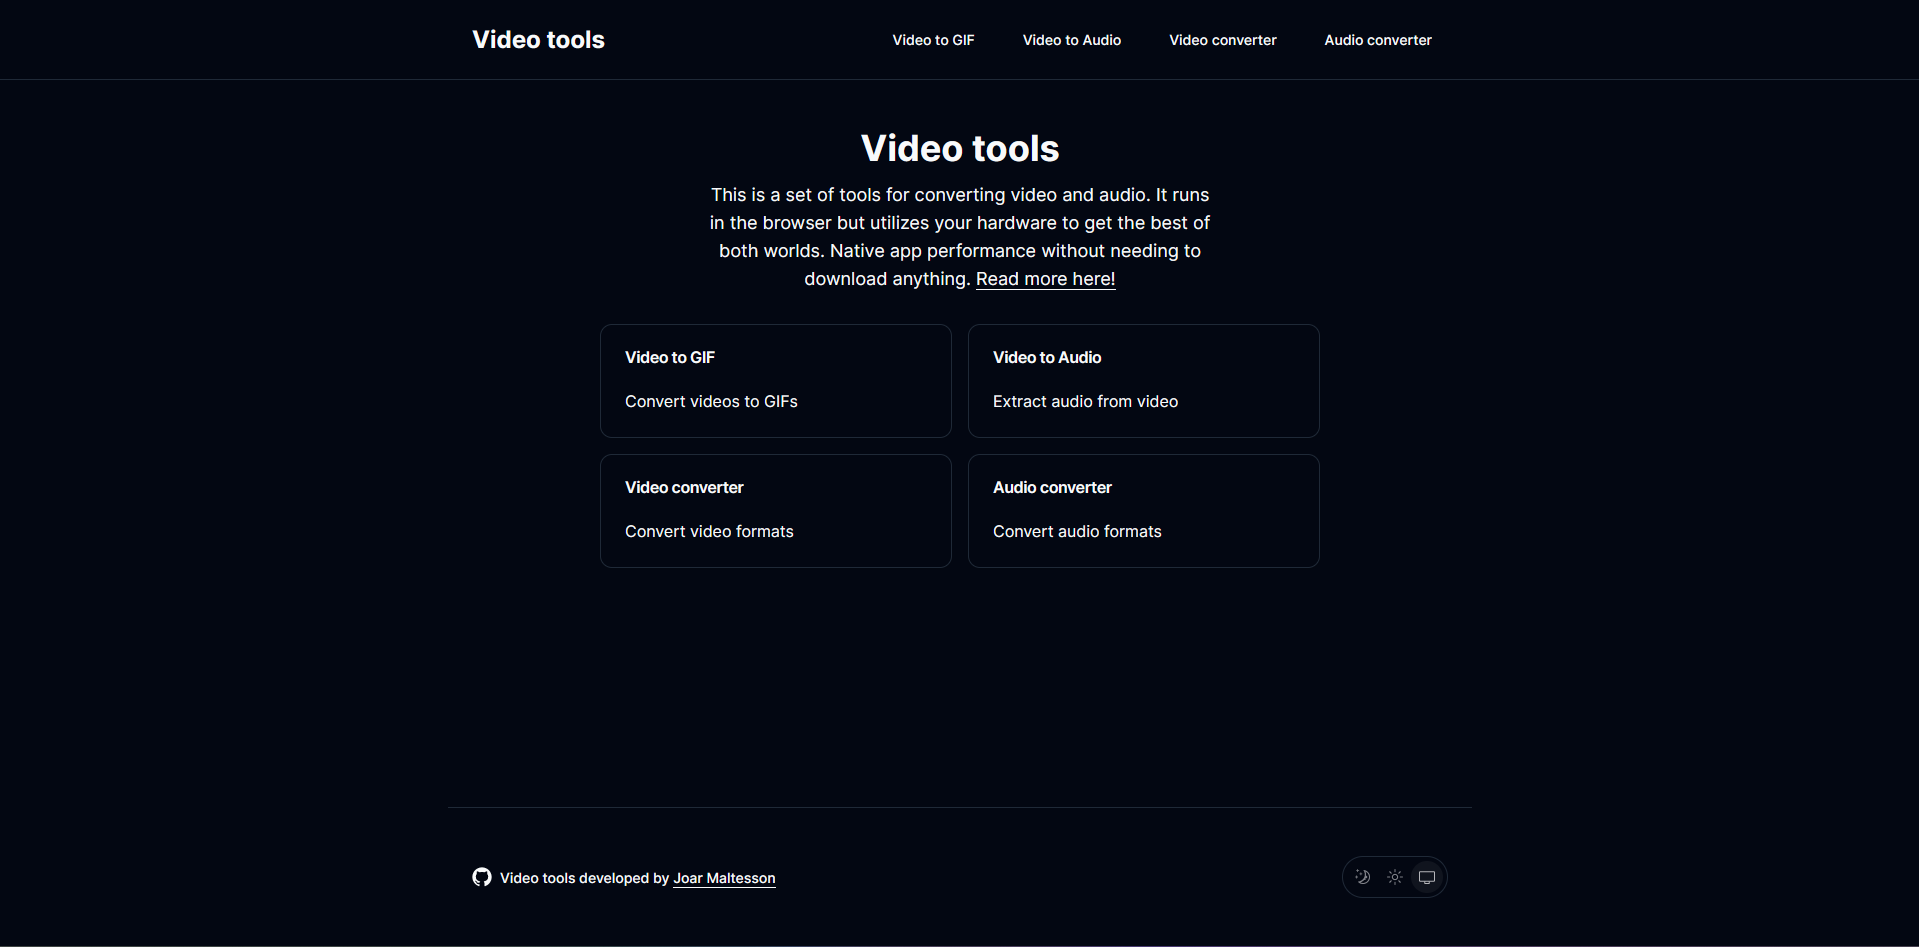 Video tools
Video to GIF
Video to Audio
Video converter
Audio converter
Video tools
This is a set of tools for converting video and audio. It runs
in the browser but utilizes your hardware to get the best of
both worlds. Native app performance without needing to
download anything. Read more here!
Video to GIF
Convert videos to GIFs
Video to Audio
Extract audio from video
Video converter
Convert video formats
Audio converter
Convert audio formats
Video tools developed by Joar Maltesson